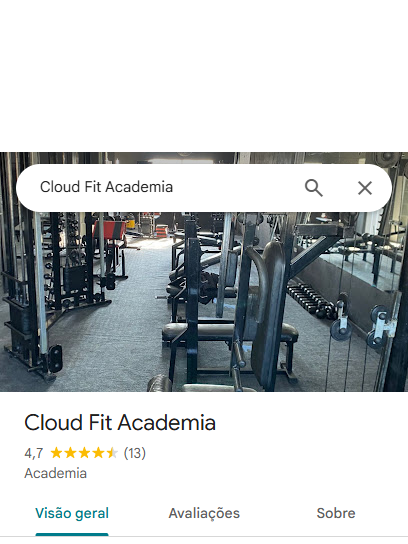 Cloud Fit Academia
Cloud Fit Academia
4,7 (13)
Academia
Visão geral Avaliações Sobre